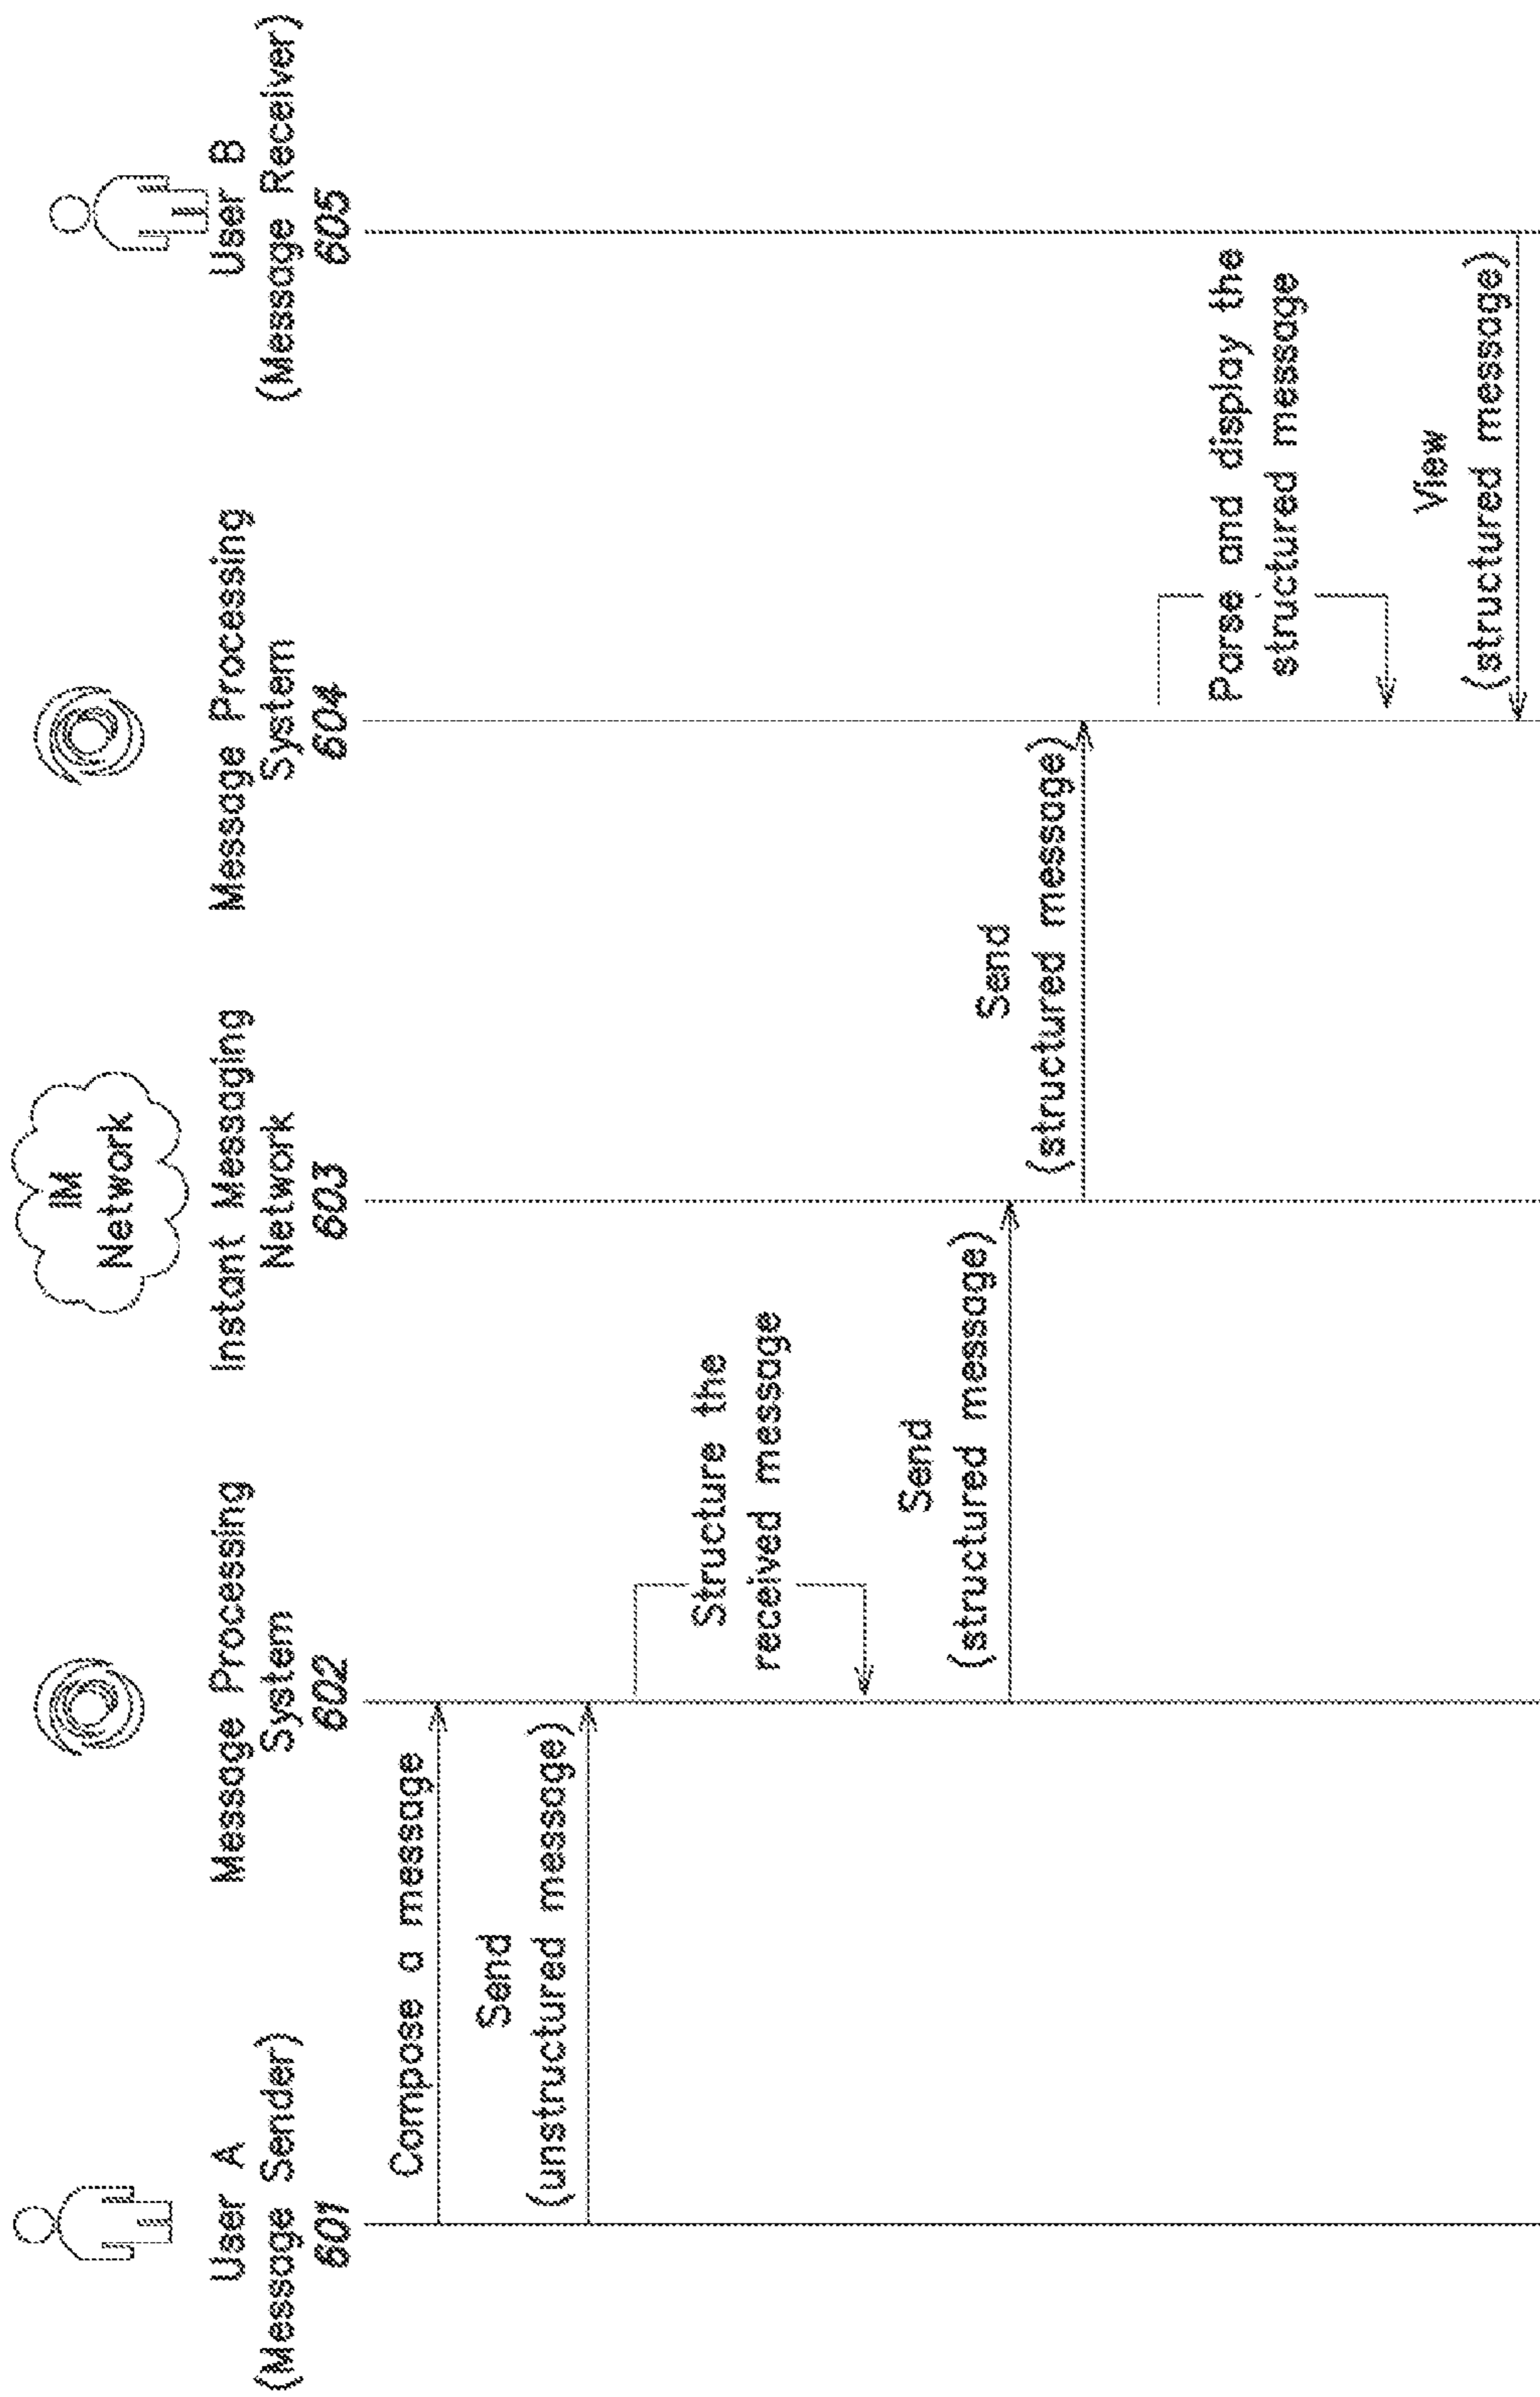 User A
(Message Sender)
601
Message Processing
System
602
IM
Network
Instant Messaging
Network
603
Message Processing
System
604
User B
(Message Receiver)
605
Compose a message
Send
(unstructured message)
Structure the
received message
Send
(structured message)
Send
(structured message)
Parse and display the
structured message
View
(structured message)